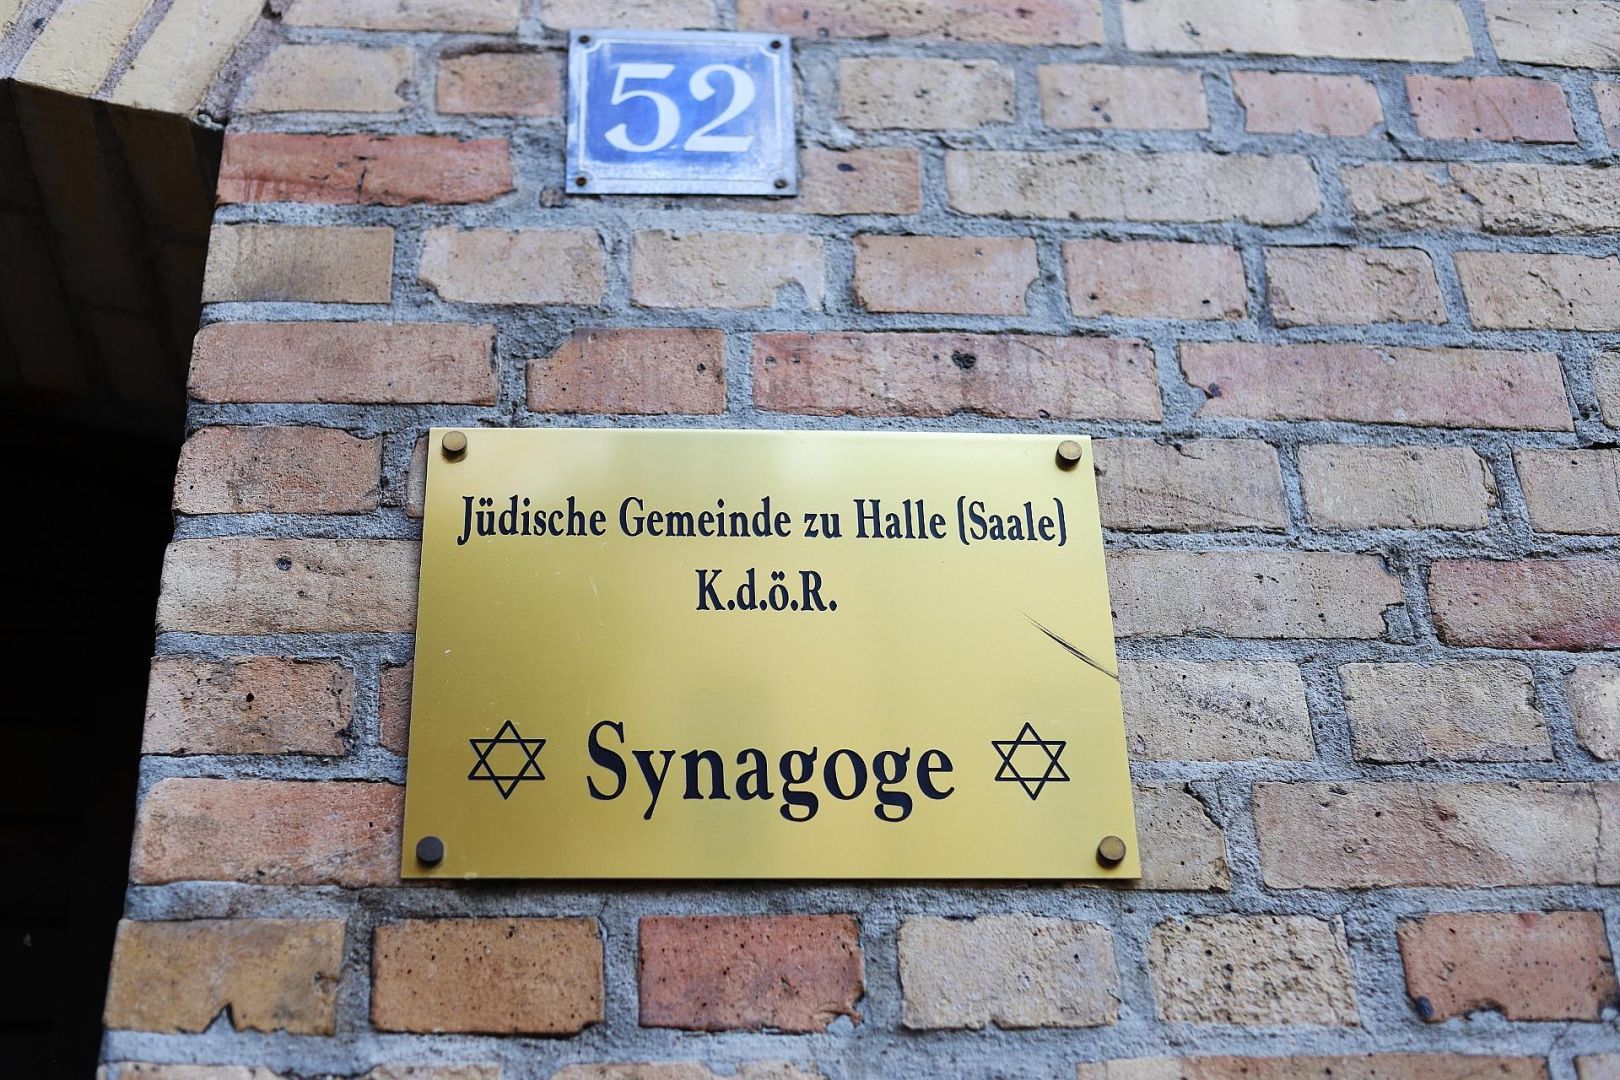 52
Jüdische Gemeinde zu Halle (Saale)
K.d.ö.R.
Synagoge